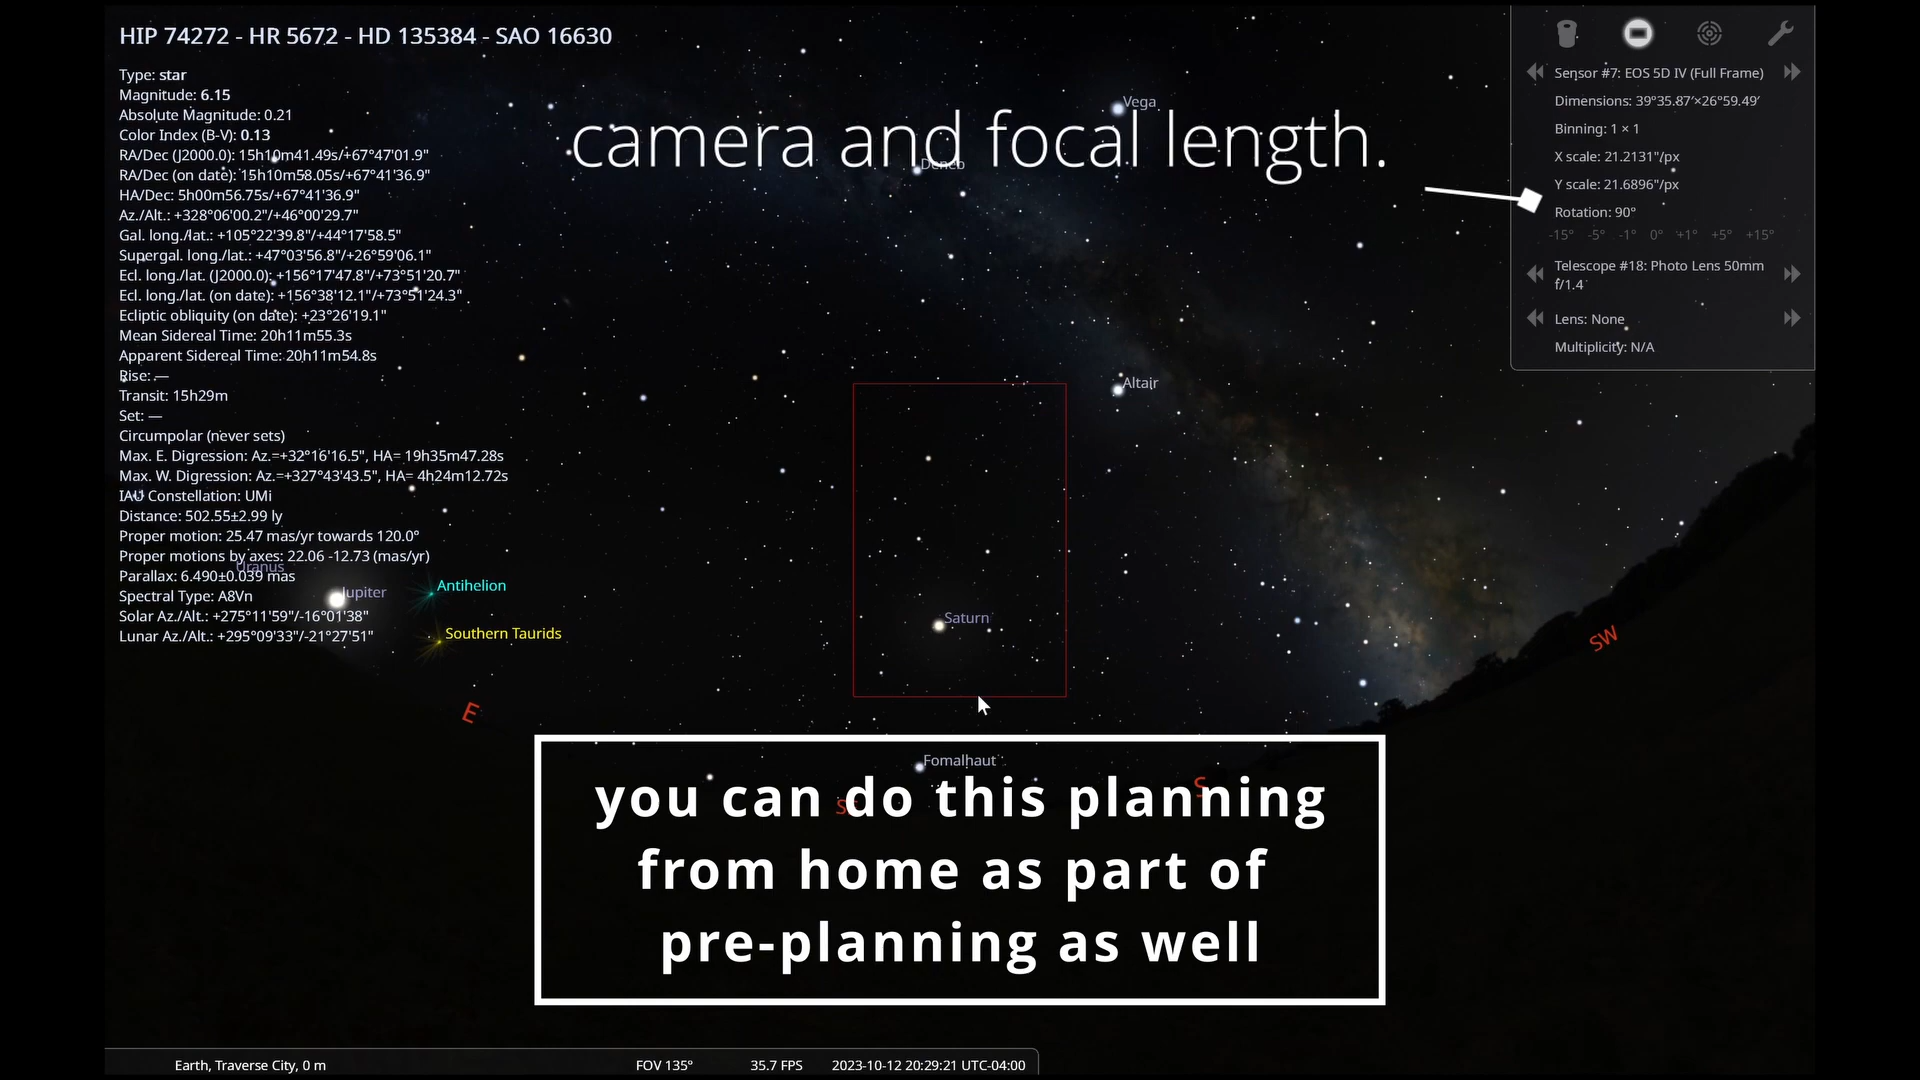 HIP 74272 - HR 5672 - HD 135384 - SAO 16630
Type: star
Magnitude: 6.15
Absolute Magnitude: 0.21
Color Index (B-V): 0.13
RA/Dec (J2000.0): 15h10m41.49s/+67°47'01.9"
RA/Dec (on date): 15h10m58.05s/+67°41'36.9"
HA/Dec: 5h00m56.75s/+67°41'36.9"
Az./Alt.: +328°06'00.2"/+46°00'29.7"
Gal. long./lat.: +105°22'39.8"/+44°17'58.5"
Supergal. long./lat.: +47°03'56.8"/+26°59'06.1"
Ecl. long./lat. (J2000.0): +156°17'47.8"/+73°51'20.7"
Ecl. long./lat. (on date): +156°38'12.1"/+73°51'24.3"
Ecliptic obliquity (on date): +23°26'19.1"
Mean Sidereal Time: 20h11m55.3s
Apparent Sidereal Time: 20h11m54.8s
Rise: —
Transit: 15h29m
Set: —
Circumpolar (never sets)
Max. E. Digression: Az.=+32°16'16.5", HA= 19h35m47.28s
Max. W. Digression: Az.=+327°43'43.5", HA= 4h24m12.72s
IAU Constellation: UMi
Distance: 502.55±2.99 ly
Proper motion: 25.47 mas/yr towards 120.0°
Proper motions by axes: 22.06 -12.73 (mas/yr)
Parallax: 6.490±0.039 mas
Spectral Type: A8Vn
Solar Az./Alt.: +275°11'59"/-16°01'38"
Lunar Az./Alt.: +295°09'33"/-21°27'51"
Uranus
Jupiter
Antihelion
Southern Taurids
E
Vega
camera and focal length.
Deneb
Altair
Saturn
Fomalhaut
SE
S
SW
you can do this planning
from home as part of
pre-planning as well
Sensor #7: EOS 5D IV (Full Frame)
Dimensions: 39°35.87′×26°59.49′
Binning: 1 × 1
X scale: 21.2131"/px
Y scale: 21.6896"/px
Rotation: 90°
-15° -5° -1° 0° +1° +5° +15°
Telescope #18: Photo Lens 50mm
f/1.4
Lens: None
Multiplicity: N/A
Earth, Traverse City, 0 m
FOV 135°
35.7 FPS
2023-10-12 20:29:21 UTC-04:00